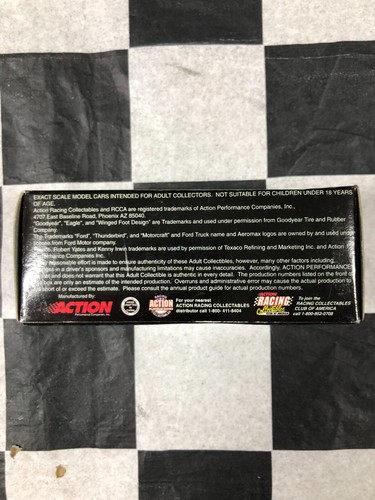 EXACT SCALE MODEL CARS INTENDED FOR ADULT COLLECTORS. NOT SUITABLE FOR CHILDREN UNDER 18 YEARS
OF AGE.
Action Racing Collectables and RCCA are registered trademarks of Action Performance Companies, Inc.,
4707 East Baseline Road, Phoenix AZ 85040.
"Goodyear", "Eagle", and "Winged Foot Design" are Trademarks and used under permission from Goodyear Tire and Rubber
Company.
The Trademarks "Ford", "Thunderbird", and "Motorcraft" and Ford Truck name and Aeromax logos are owned by and used under
from Ford Motor company.
Robert Yates and Kenny Irwin trademarks are used by permission of Texaco Refining and Marketing Inc. and Action
Companies Inc.
reasonable effort is made to ensure authenticity of these Adult Collectibles, however, many other factors including,
in a driver's sponsors and manufacturing limitations may cause inaccuracies. Accordingly, ACTION PERFORMANCE
and does not warrant that this Adult Collectible is authentic in every detail. The production numbers listed on the front of
are only an estimate of the intended production. Overruns and administrative error may cause the actual production to
short of or exceed the estimate. Please consult the annual product guide for actual production numbers.
Manufactured By:
ACTION
Performance Companies, Inc.
ACTION
For your nearest
ACTION RACING COLLECTABLES
distributor call 1-800-411-8404
ACTION
RACING
To join the
RACING COLLECTABLES
CLUB OF AMERICA
call 1-800-952-0708